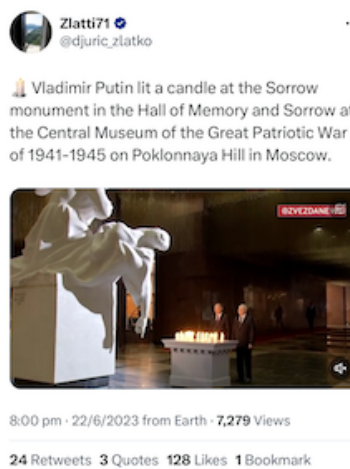 Zlatti71
@djuric_zlatko
Vladimir Putin lit a candle at the Sorrow
monument in the Hall of Memory and Sorrow at
the Central Museum of the Great Patriotic War
of 1941-1945 on Poklonnaya Hill in Moscow.
@ZVEZDANEWS
8:00 pm · 22/6/2023 from Earth · 7,279 Views
24 Retweets 3 Quotes 128 Likes 1 Bookmark